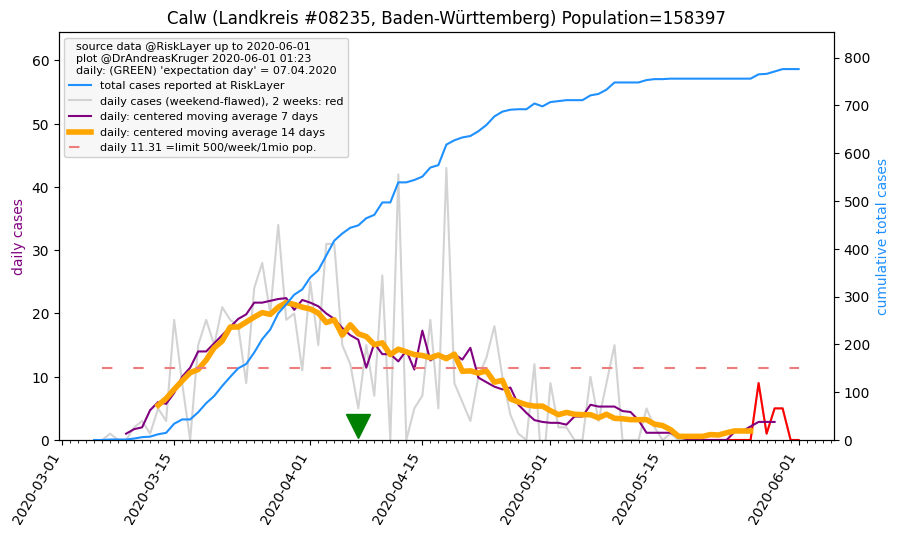 Calw (Landkreis #08235, Baden-Württemberg) Population=158397
source data @RiskLayer up to 2020-06-01
plot @DrAndreasKruger 2020-06-01 01:23
daily: (GREEN) 'expectation day' = 07.04.2020
total cases reported at RiskLayer
daily cases (weekend-flawed), 2 weeks: red
daily: centered moving average 7 days
daily: centered moving average 14 days
daily 11.31 =limit 500/week/1mio pop.
daily cases
60
50
40
30
20
10
0
cumulative total cases
800
700
600
500
400
300
200
100
0
2020-03-01
2020-03-15
2020-04-01
2020-04-15
2020-05-01
2020-05-15
2020-06-01